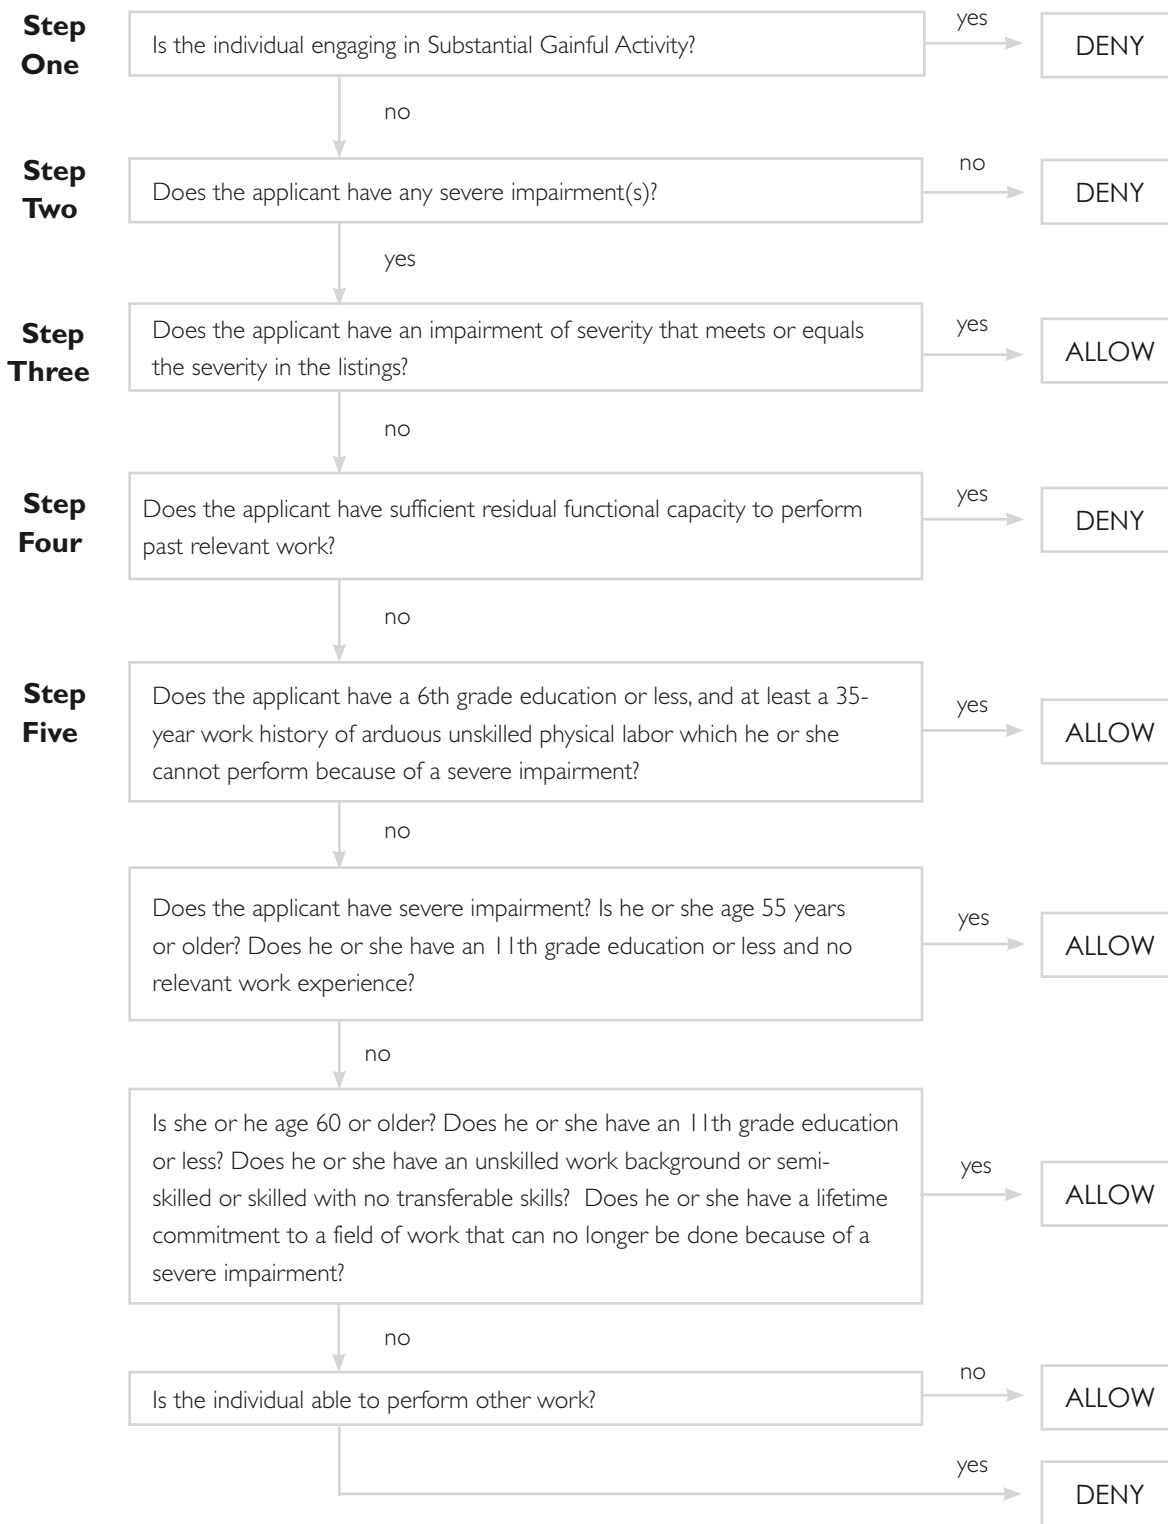 Step
One
Is the individual engaging in Substantial Gainful Activity?
yes
DENY
no
Step
Two
Does the applicant have any severe impairment(s)?
no
DENY
yes
Step
Three
Does the applicant have an impairment of severity that meets or equals
the severity in the listings?
yes
ALLOW
no
Step
Four
Does the applicant have sufficient residual functional capacity to perform
past relevant work?
yes
DENY
no
Step
Five
Does the applicant have a 6th grade education or less, and at least a 35-
year work history of arduous unskilled physical labor which he or she
cannot perform because of a severe impairment?
yes
ALLOW
no
Does the applicant have severe impairment? Is he or she age 55 years
or older? Does he or she have an 11th grade education or less and no
relevant work experience?
yes
ALLOW
no
Is she or he age 60 or older? Does he or she have an 11th grade education
or less? Does he or she have an unskilled work background or semi-
skilled or skilled with no transferable skills?  Does he or she have a lifetime
commitment to a field of work that can no longer be done because of a
severe impairment?
yes
ALLOW
no
Is the individual able to perform other work?
no
ALLOW
yes
DENY